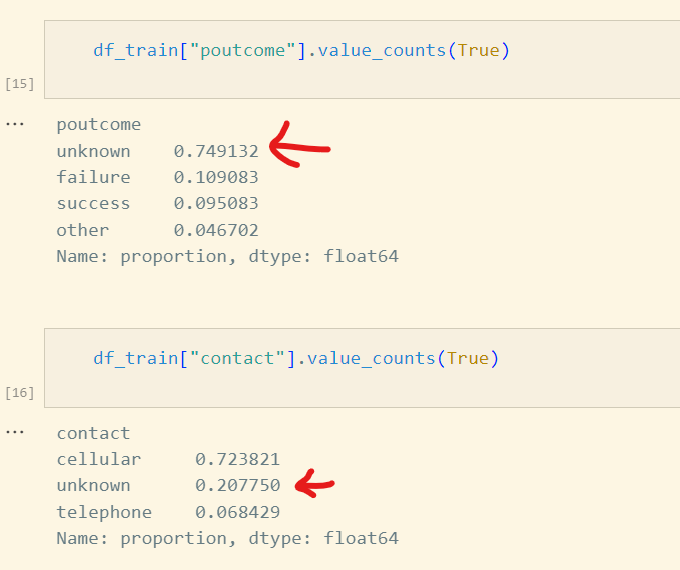 df_train["poutcome"].value_counts(True)
[15]
...
poutcome
unknown 0.749132
failure 0.109083
success 0.095083
other 0.046702
Name: proportion, dtype: float64
df_train["contact"].value_counts(True)
[16]
...
contact
cellular 0.723821
unknown 0.207750
telephone 0.068429
Name: proportion, dtype: float64